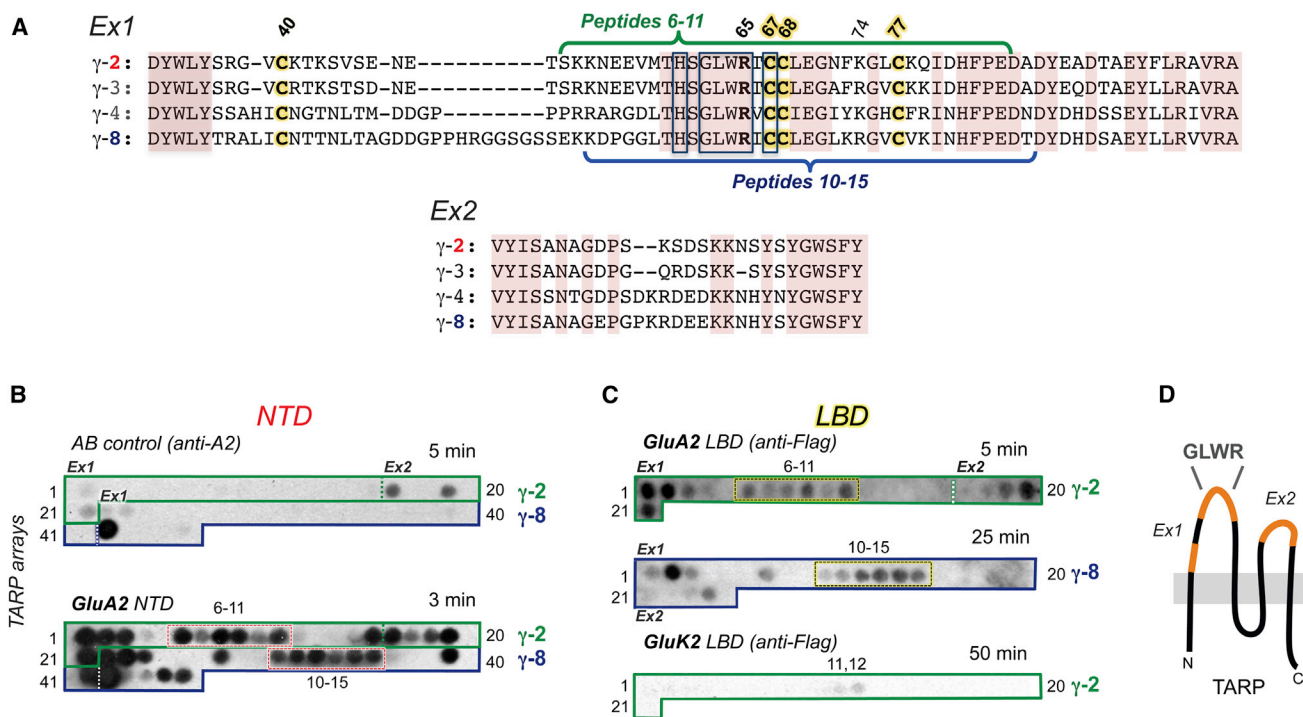 A
Ex1
Peptides 6-11
40 65 67 68 74 77
γ-2: DYWLYSRG-VCKTKSVSE-NE----------TSKKNEEVMTHSGLWRTCCLEGNFKGLCKQIDHFPEDADYEADTAEYFLRAVRA
γ-3: DYWLYSRG-VCRTKSTSD-NE----------TSRKNEEVMTHSGLWRTCCLEGAFRGVCKKIDHFPEDADYEQDTAEYLLRAVRA
γ-4: DYWLYSSAHICNGTNLTM-DDGP--------PPRRARGDLTHSGLWRVCCIEGIYKGHCFRINHFPEDNDYDHDSSEYLLRIVRA
γ-8: DYWLYTRALICNTTNLTAGDDGPPHRGGSGSSEKKDPGGLTHSGLWRICCLEGLKRGVCVKINHFPEDTDYDHDSAEYLLRVVRA
Peptides 10-15
Ex2
γ-2: VYISANAGDPS--KSDSKKNSYSYGWSFY
γ-3: VYISANAGDPG--QRDSKK-SYSYGWSFY
γ-4: VYISSNTGDPSDKRDEDKKNHYNYGWSFY
γ-8: VYISANAGEPGPKRDEEKKNHYSYGWSFY
B
NTD
TARP arrays
AB control (anti-A2) 5 min
Ex1 Ex2
1 Ex1 20 γ-2
21 40 γ-8
41
GluA2 NTD 6-11 3 min
1 20 γ-2
21 40 γ-8
41 10-15
C
LBD
GluA2 LBD (anti-Flag) 5 min
Ex1 6-11 Ex2
1 20 γ-2
21
Ex1 10-15 25 min
1 20 γ-8
21
Ex2
GluK2 LBD (anti-Flag) 50 min
11,12
1 20 γ-2
21
D
GLWR
Ex1 Ex2
N C
TARP